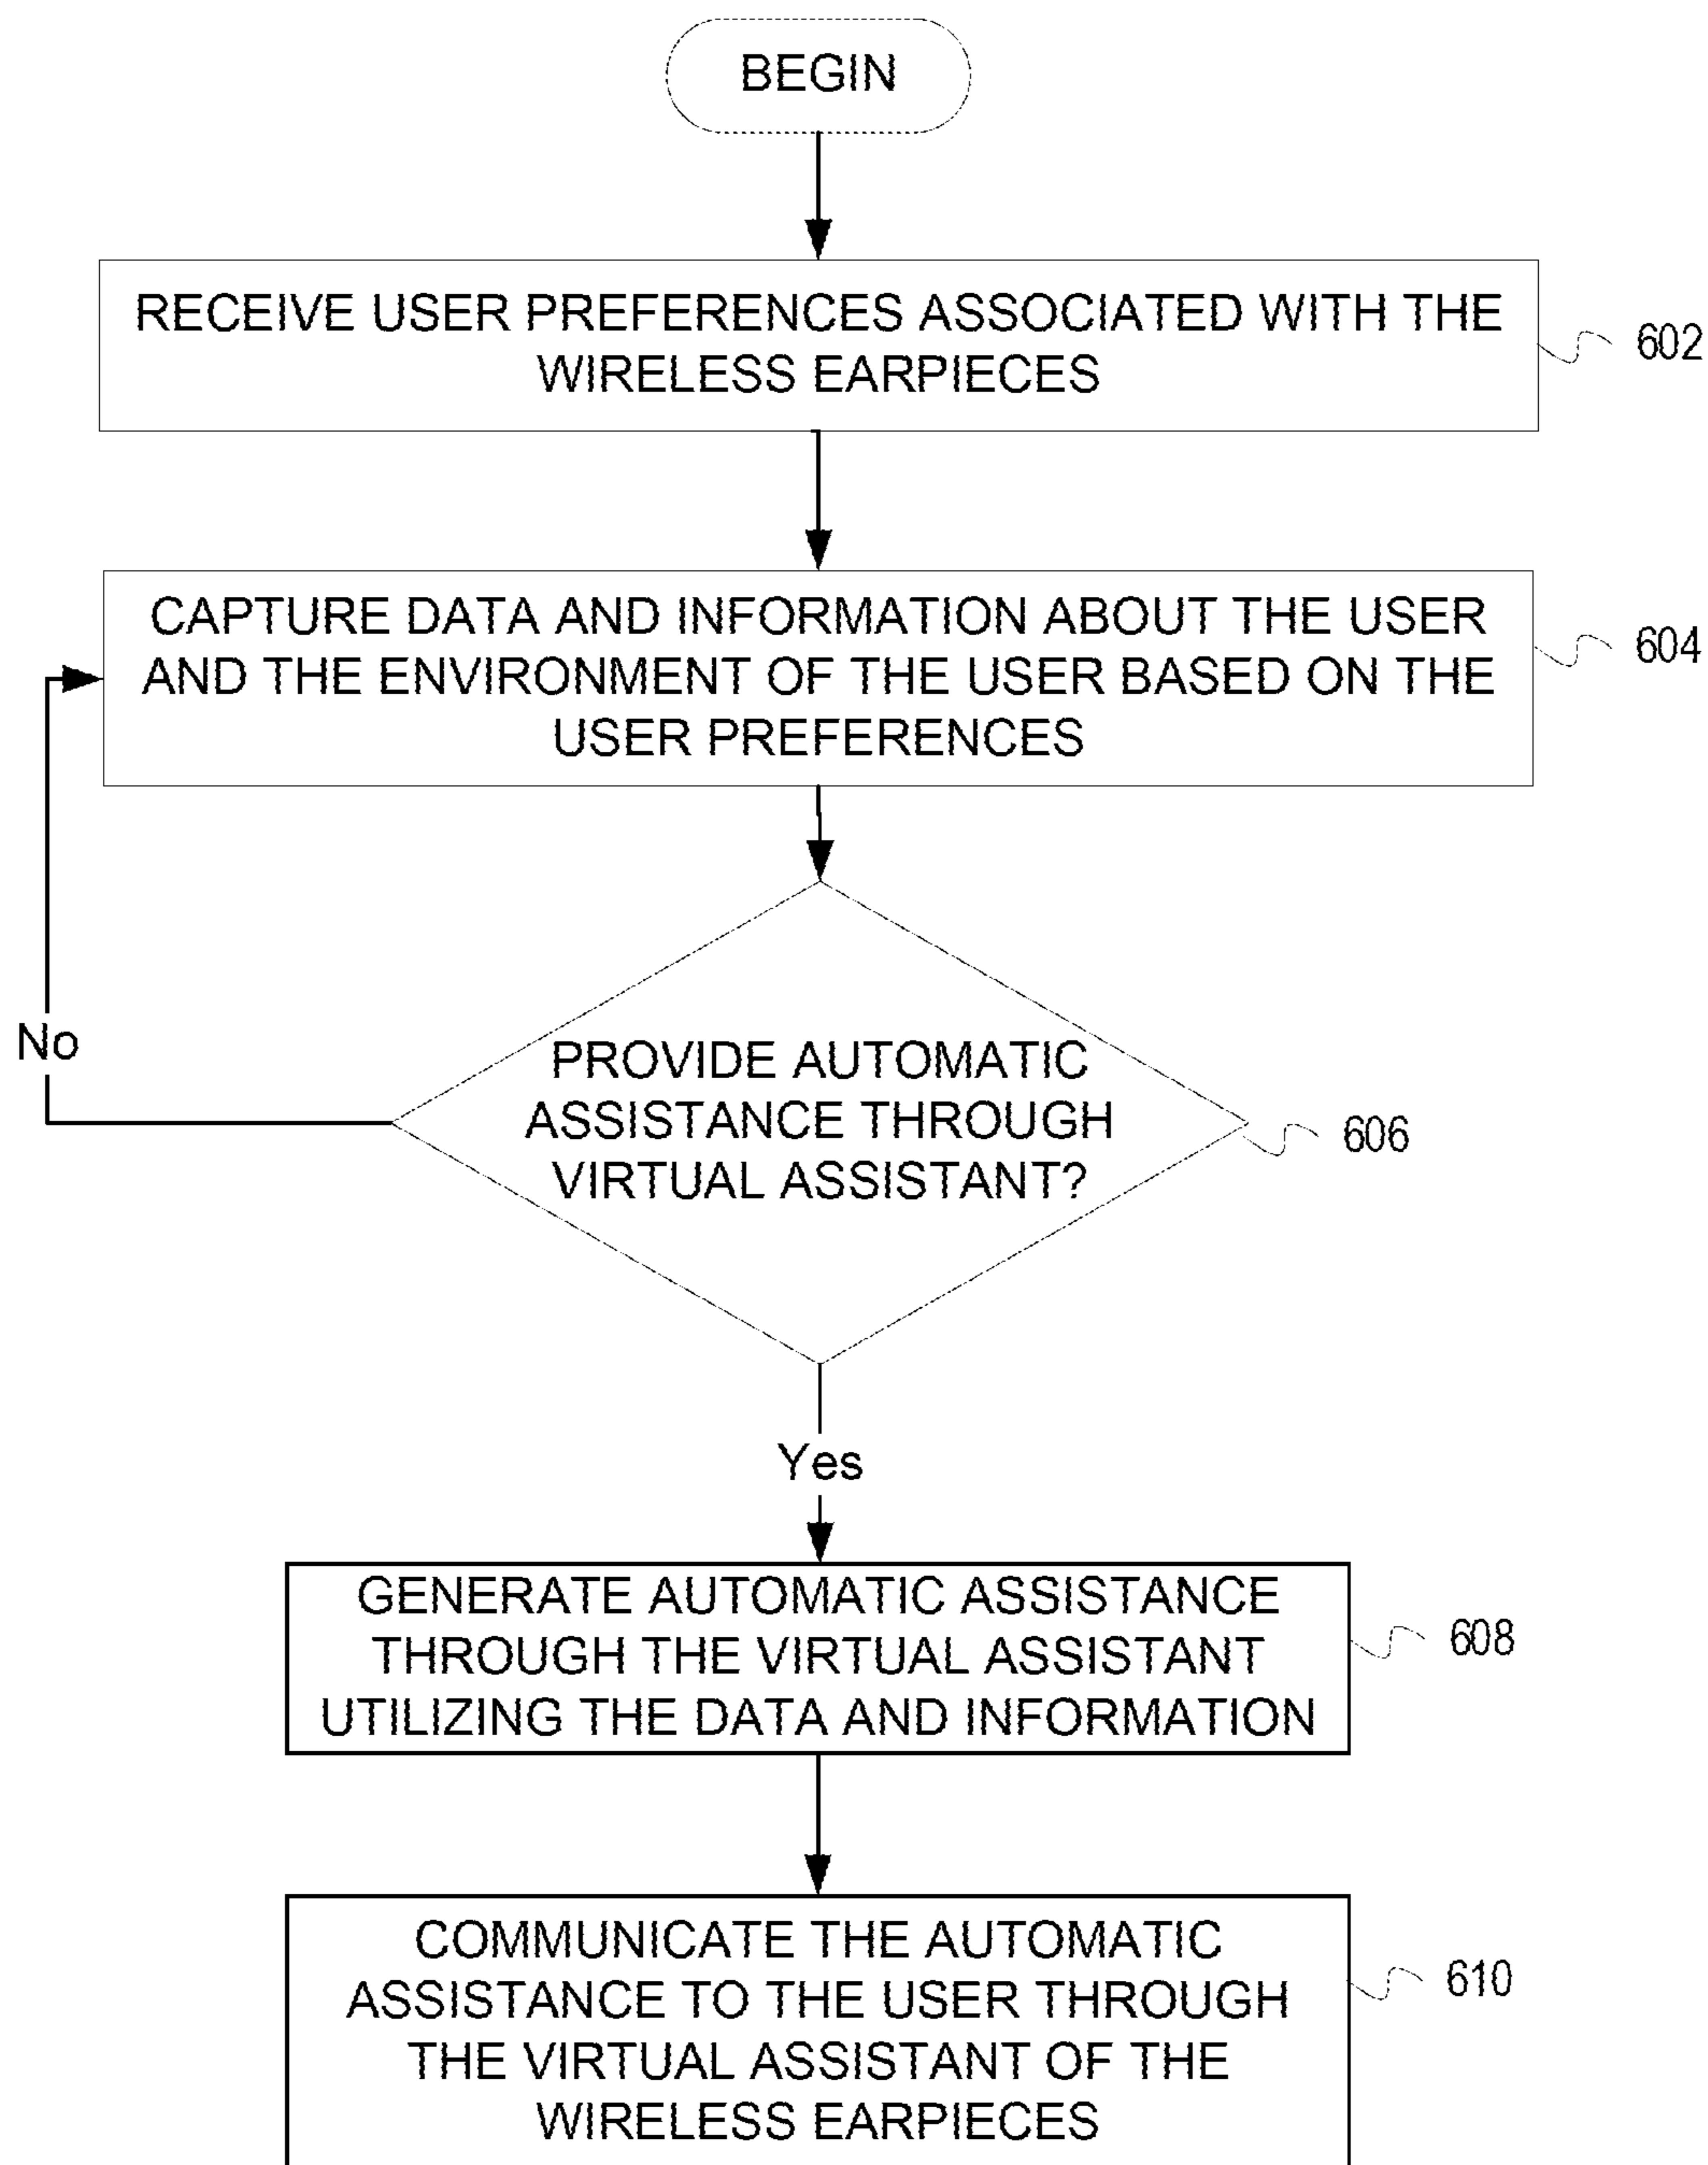 BEGIN
RECEIVE USER PREFERENCES ASSOCIATED WITH THE
WIRELESS EARPIECES
602
CAPTURE DATA AND INFORMATION ABOUT THE USER
AND THE ENVIRONMENT OF THE USER BASED ON THE
USER PREFERENCES
604
No
PROVIDE AUTOMATIC
ASSISTANCE THROUGH
VIRTUAL ASSISTANT?
606
Yes
GENERATE AUTOMATIC ASSISTANCE
THROUGH THE VIRTUAL ASSISTANT
UTILIZING THE DATA AND INFORMATION
608
COMMUNICATE THE AUTOMATIC
ASSISTANCE TO THE USER THROUGH
THE VIRTUAL ASSISTANT OF THE
WIRELESS EARPIECES
610